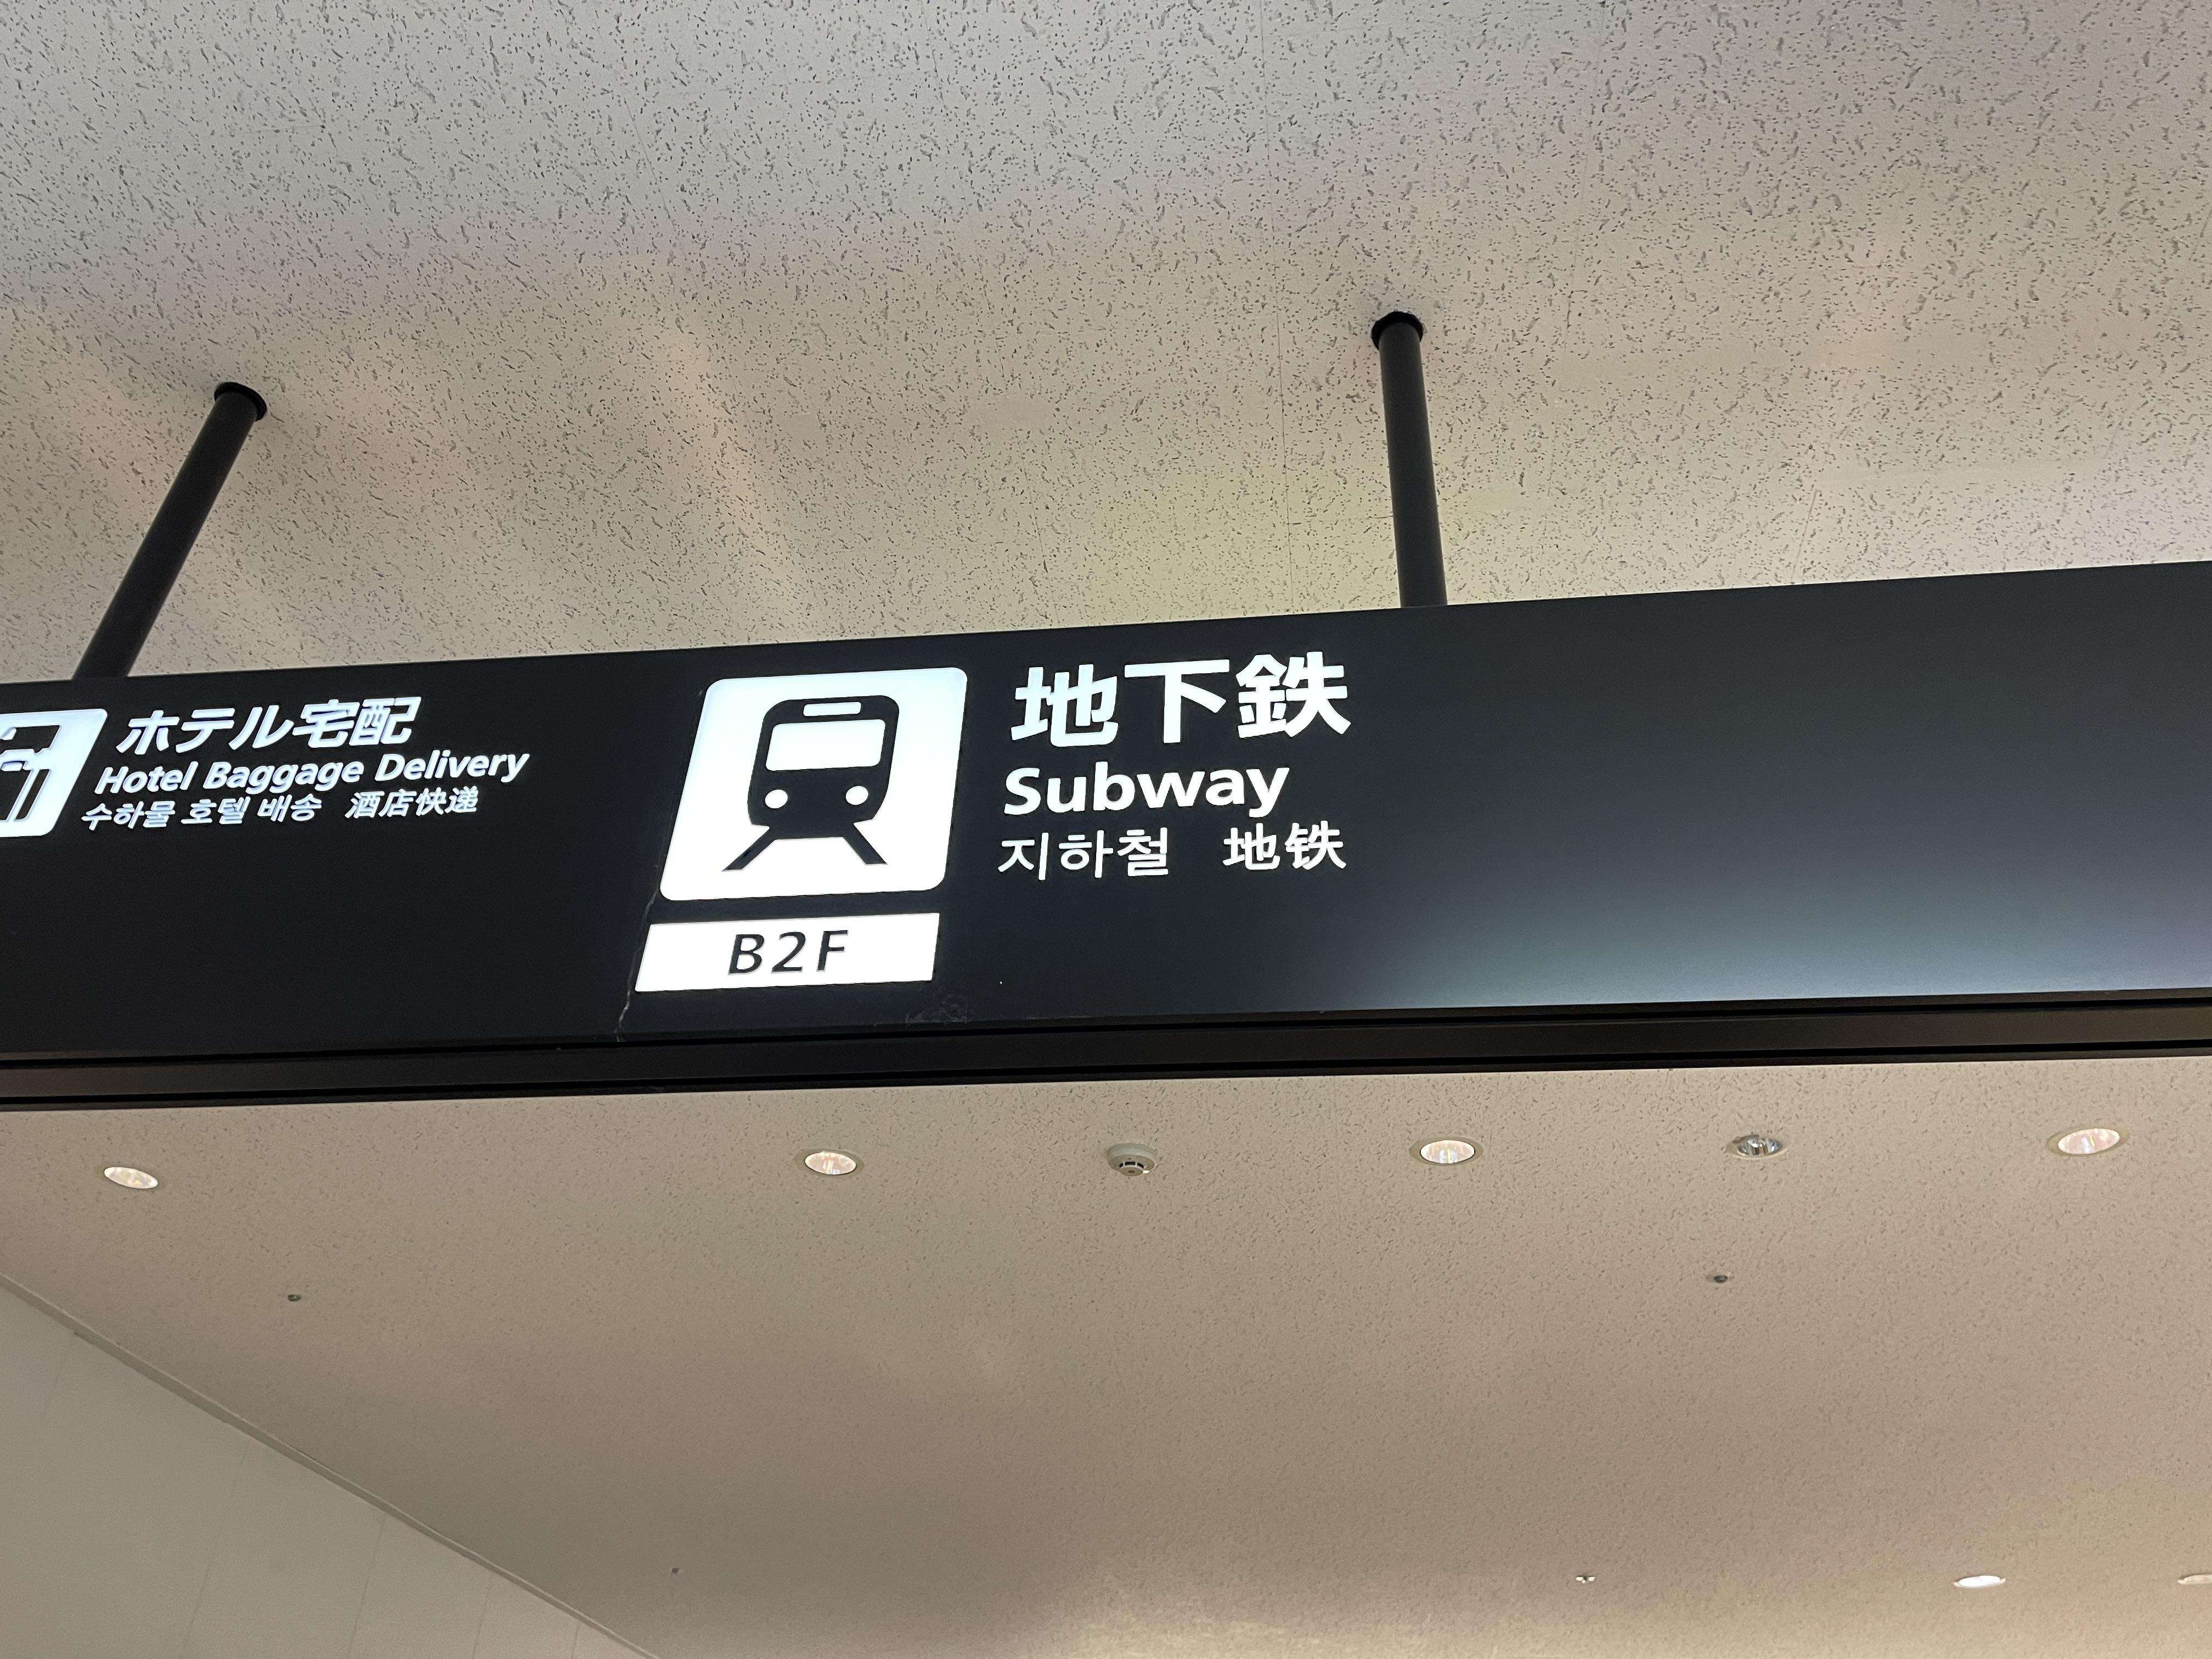 ホテル宅配
Hotel Baggage Delivery
수하물 호텔 배송 酒店快递
地下鉄
Subway
지하철 地铁
B2F